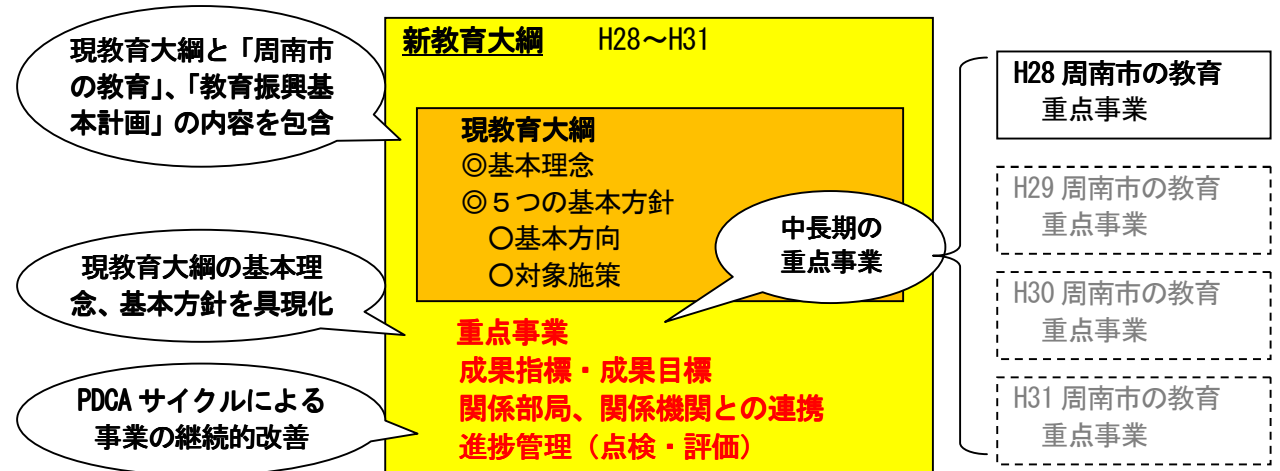 現教育大綱と「周南市
の教育」、「教育振興基
本計画」の内容を包含
現教育大綱の基本理
念、基本方針を具現化
PDCA サイクルによる
事業の継続的改善
新教育大綱 H28～H31
現教育大綱
◎基本理念
◎５つの基本方針
○基本方向
○対象施策
中長期の
重点事業
重点事業
成果指標・成果目標
関係部局、関係機関との連携
進捗管理（点検・評価）
H28 周南市の教育
重点事業
H29 周南市の教育
重点事業
H30 周南市の教育
重点事業
H31 周南市の教育
重点事業